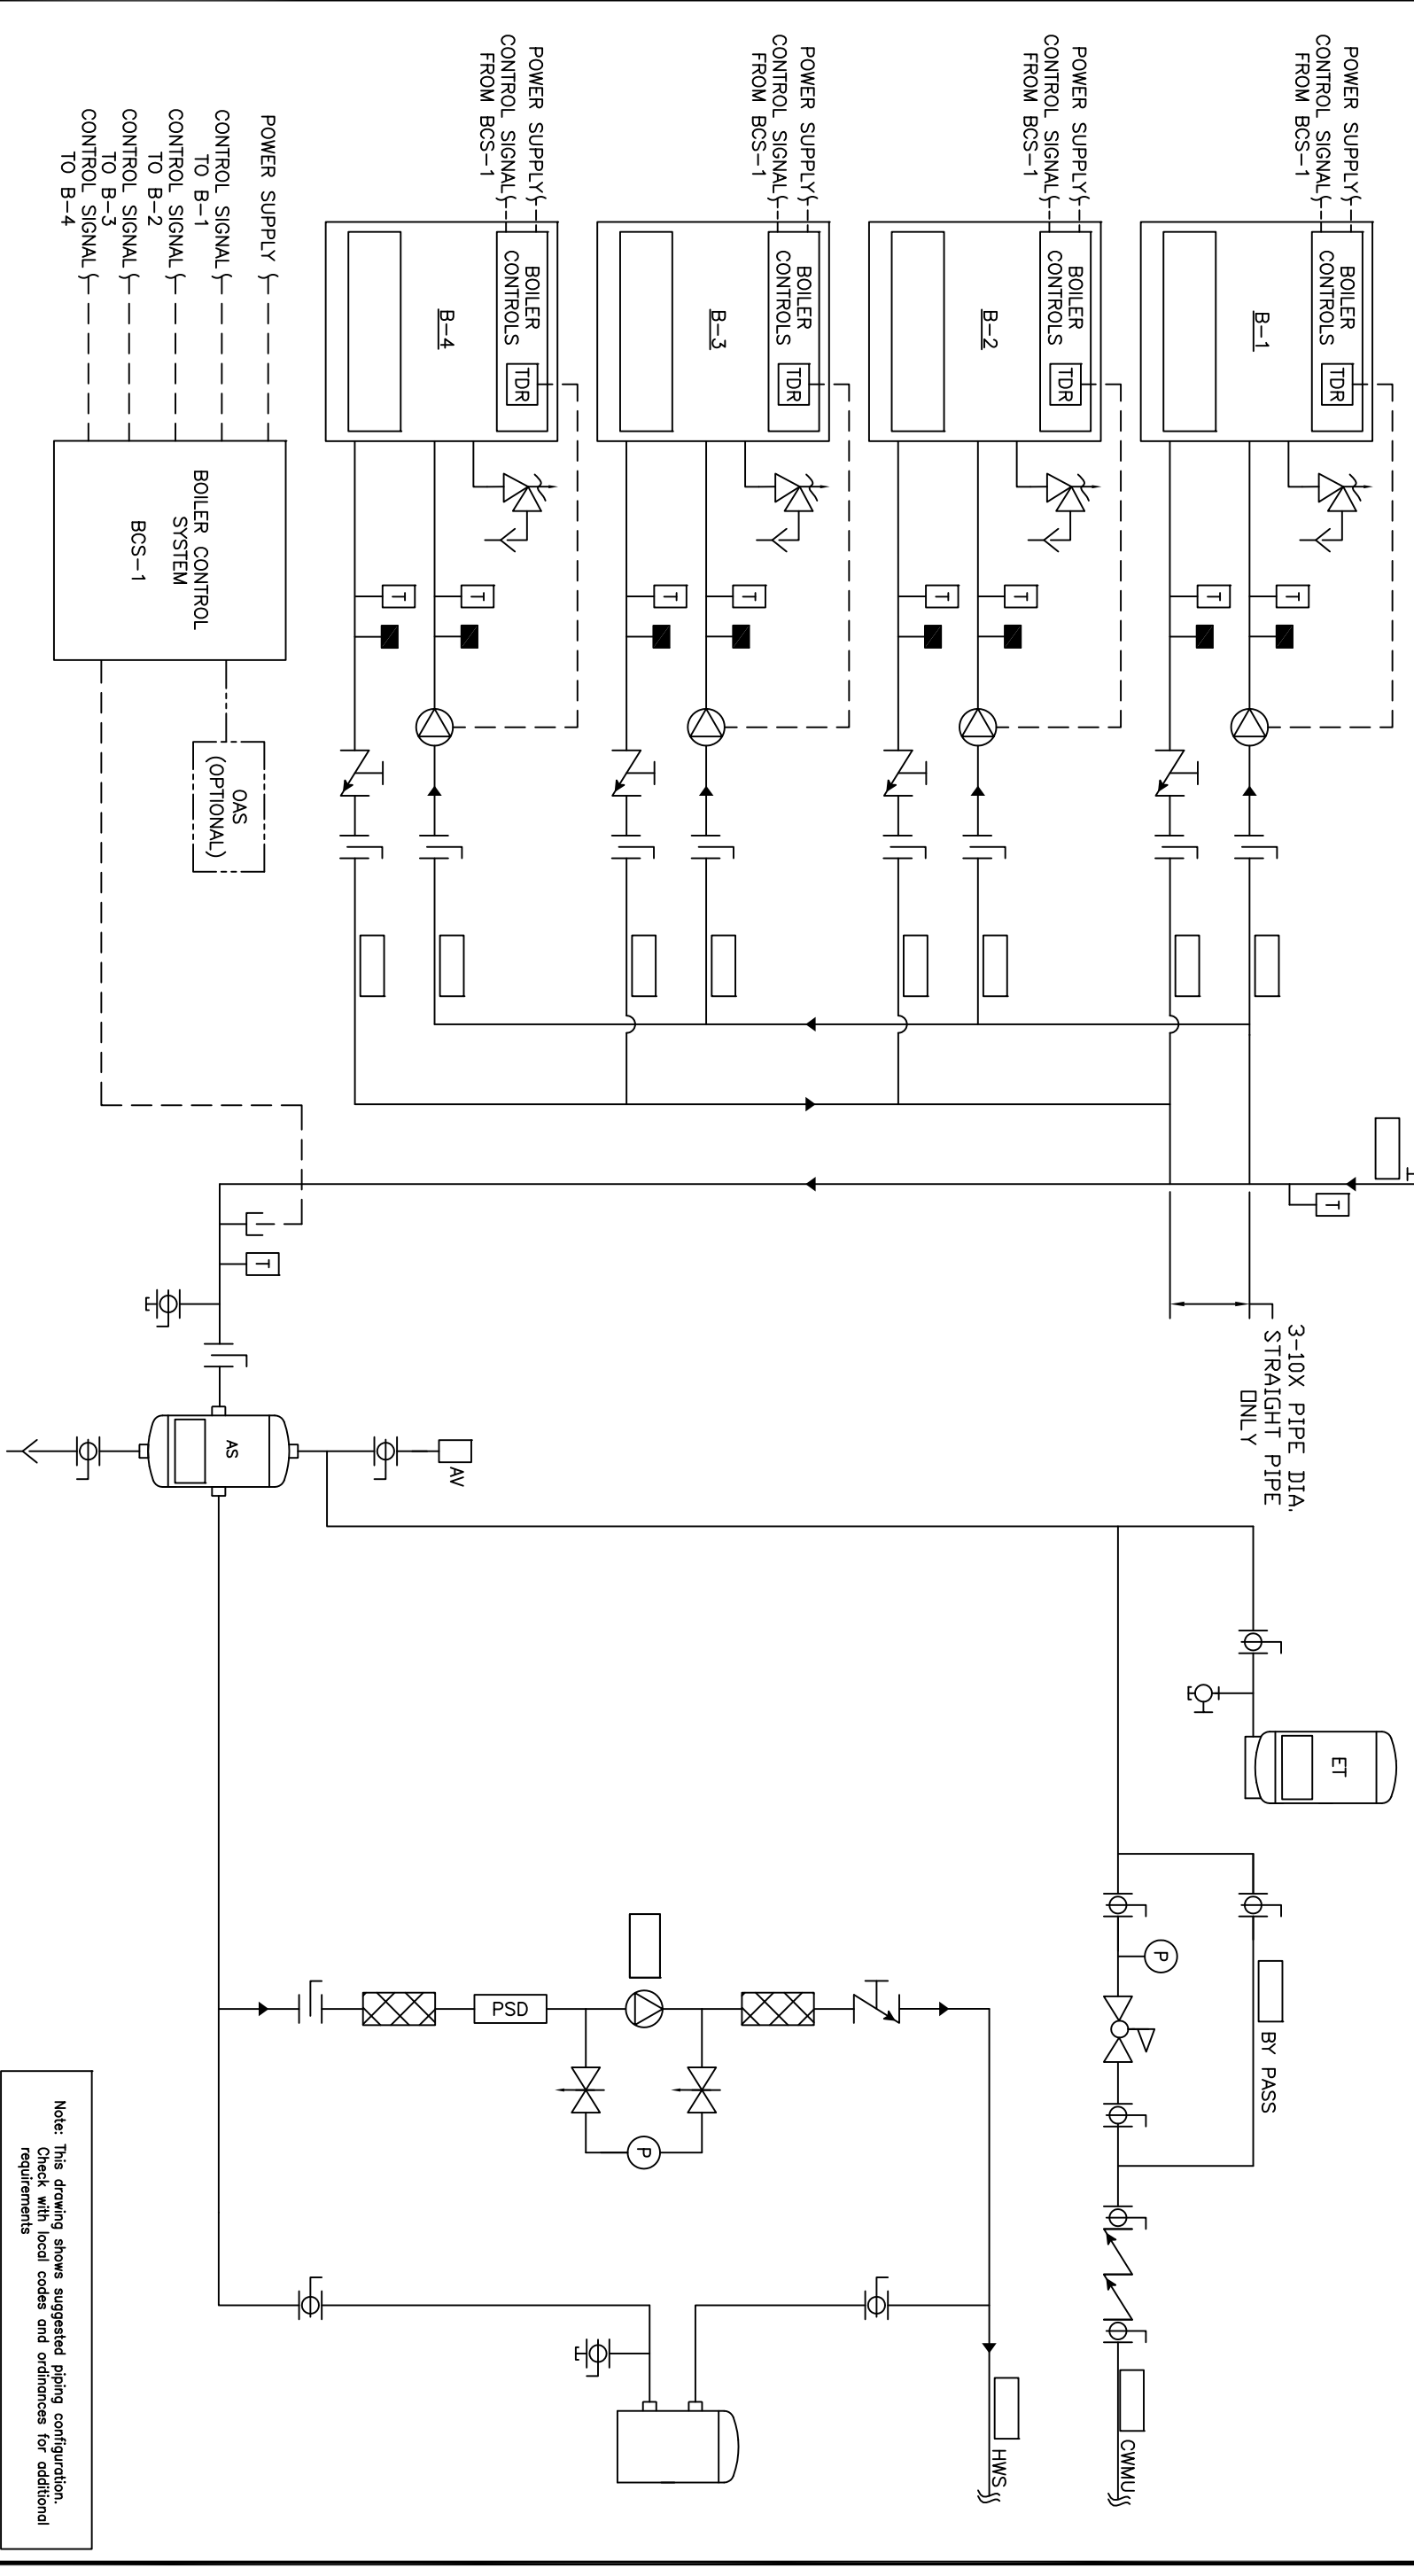 POWER SUPPLY
CONTROL SIGNAL
FROM BCS-1
BOILER
CONTROLS
TDR
B-4
T
T
POWER SUPPLY
CONTROL SIGNAL
FROM BCS-1
BOILER
CONTROLS
TDR
B-3
T
T
POWER SUPPLY
CONTROL SIGNAL
FROM BCS-1
BOILER
CONTROLS
TDR
B-2
T
T
POWER SUPPLY
CONTROL SIGNAL
FROM BCS-1
BOILER
CONTROLS
TDR
B-1
T
T
POWER SUPPLY
CONTROL SIGNAL
TO B-1
CONTROL SIGNAL
TO B-2
CONTROL SIGNAL
TO B-3
CONTROL SIGNAL
TO B-4
BOILER CONTROL
SYSTEM
BCS-1
OAS
(OPTIONAL)
T
T
3-10X PIPE DIA.
STRAIGHT PIPE
ONLY
AS
AV
ET
P
BY PASS
PSD
P
HWS
CWMU
Note: This drawing shows suggested piping configuration.
Check with local codes and ordinances for additional
requirements